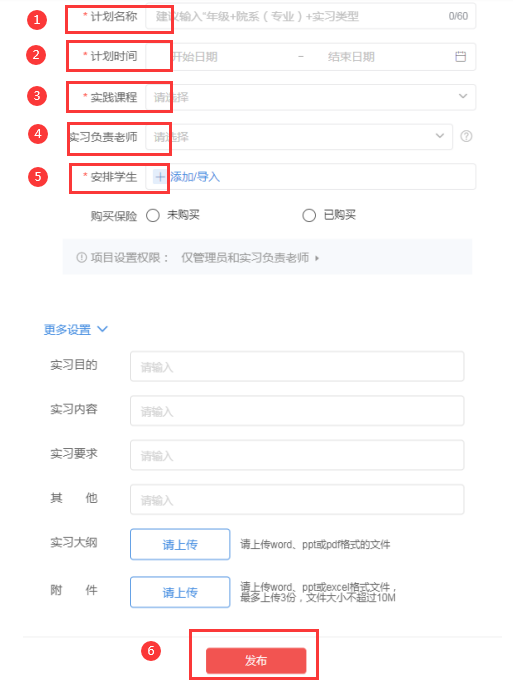 1 * 计划名称 建议输入“年级+院系（专业）+实习类型 0/60
2 * 计划时间 开始日期 – 结束日期
3 * 实践课程 请选择
4 实习负责老师 请选择 ?
5 * 安排学生 + 添加/导入
购买保险 未购买 已购买
项目设置权限： 仅管理员和实习负责老师
更多设置
实习目的 请输入
实习内容 请输入
实习要求 请输入
其 他 请输入
实习大纲 请上传 请上传word、ppt或pdf格式的文件
附 件 请上传 请上传word、ppt或excel格式文件，
最多上传3份，文件大小不超过10M
6 发布